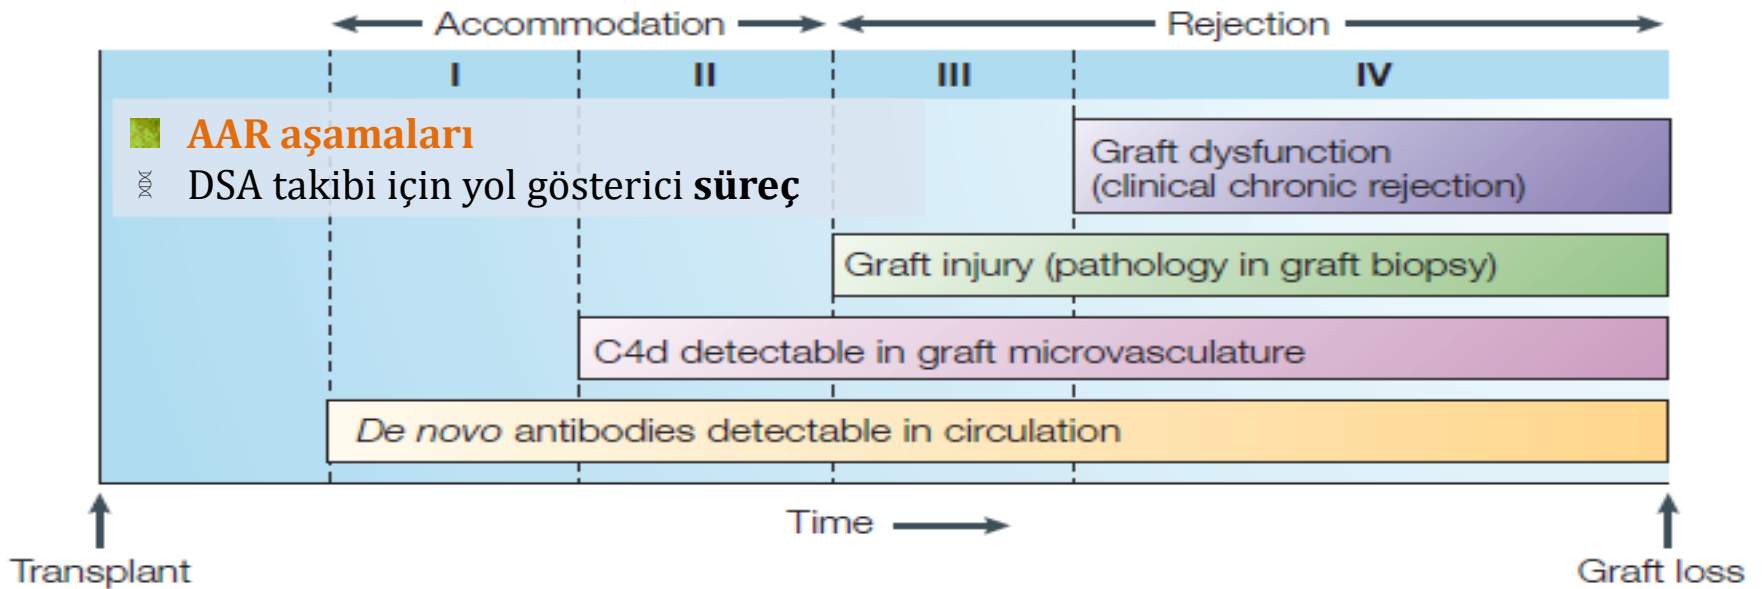 Accommodation Rejection
I II III IV
AAR aşamaları
DSA takibi için yol gösterici süreç
Graft dysfunction
(clinical chronic rejection)
Graft injury (pathology in graft biopsy)
C4d detectable in graft microvasculature
De novo antibodies detectable in circulation
Time
Transplant Graft loss